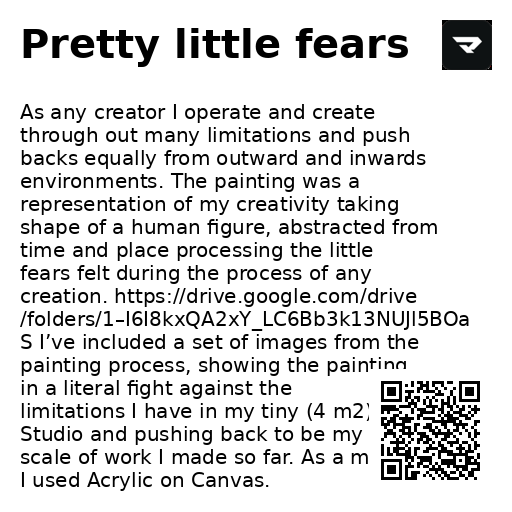 Pretty little fears
As any creator I operate and create
through out many limitations and push
backs equally from outward and inwards
environments. The painting was a
representation of my creativity taking
shape of a human figure, abstracted from
time and place processing the little
fears felt during the process of any
creation. https://drive.google.com/drive
/folders/1–I6I8kxQA2xY_LC6Bb3k13NUJI5BOa
S I’ve included a set of images from the
painting process, showing the painting
in a literal fight against the
limitations I have in my tiny (4 m2)
Studio and pushing back to be my
scale of work I made so far. As a m
I used Acrylic on Canvas.